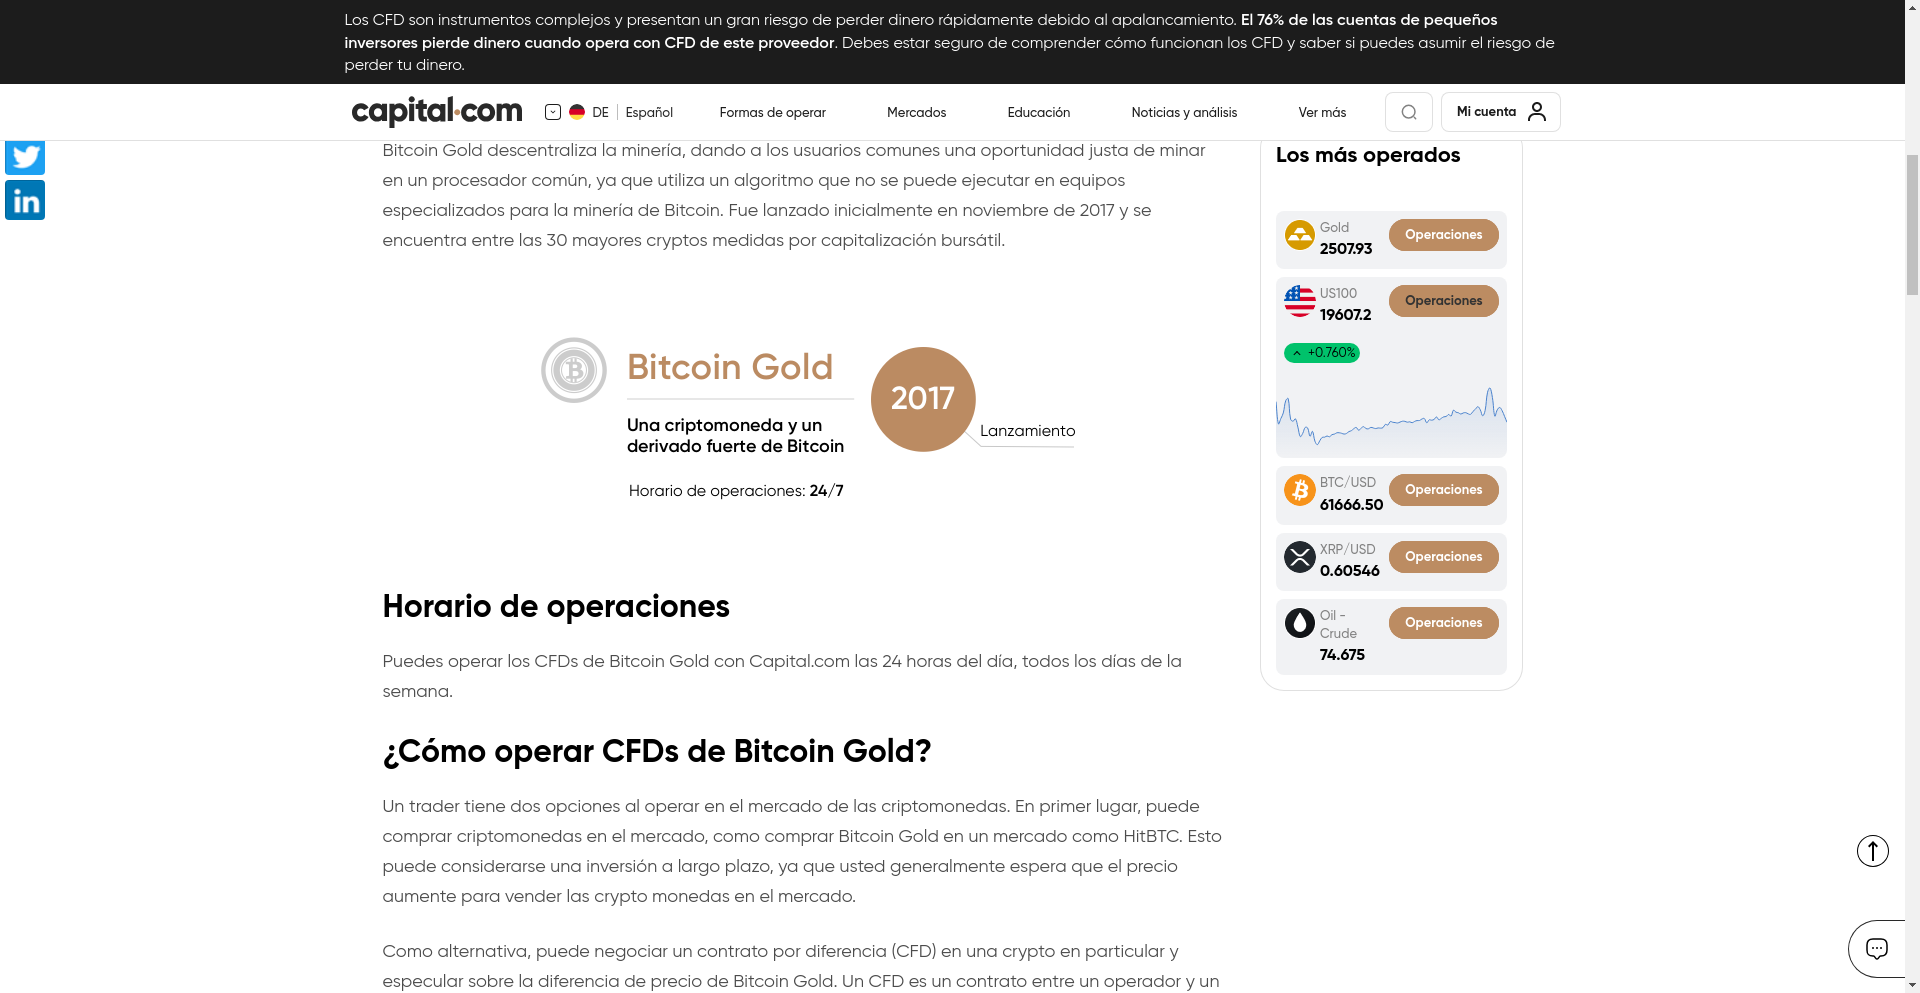 Los CFD son instrumentos complejos y presentan un gran riesgo de perder dinero rápidamente debido al apalancamiento. El 76% de las cuentas de pequeños
inversores pierde dinero cuando opera con CFD de este proveedor. Debes estar seguro de comprender cómo funcionan los CFD y saber si puedes asumir el riesgo de
perder tu dinero.
capital.com
DE
Español
Formas de operar
Mercados
Educación
Noticias y análisis
Ver más
Mi cuenta
Bitcoin Gold descentraliza la minería, dando a los usuarios comunes una oportunidad justa de minar
en un procesador común, ya que utiliza un algoritmo que no se puede ejecutar en equipos
especializados para la minería de Bitcoin. Fue lanzado inicialmente en noviembre de 2017 y se
encuentra entre las 30 mayores cryptos medidas por capitalización bursátil.
Bitcoin Gold
Una criptomoneda y un
derivado fuerte de Bitcoin
Horario de operaciones: 24/7
2017
Lanzamiento
Horario de operaciones
Puedes operar los CFDs de Bitcoin Gold con Capital.com las 24 horas del día, todos los días de la
semana.
¿Cómo operar CFDs de Bitcoin Gold?
Un trader tiene dos opciones al operar en el mercado de las criptomonedas. En primer lugar, puede
comprar criptomonedas en el mercado, como comprar Bitcoin Gold en un mercado como HitBTC. Esto
puede considerarse una inversión a largo plazo, ya que usted generalmente espera que el precio
aumente para vender las crypto monedas en el mercado.
Como alternativa, puede negociar un contrato por diferencia (CFD) en una crypto en particular y
especular sobre la diferencia de precio de Bitcoin Gold. Un CFD es un contrato entre un operador y un
Los más operados
Gold
2507.93
Operaciones
US100
19607.2
Operaciones
+0.760%
BTC/USD
61666.50
Operaciones
XRP/USD
0.60546
Operaciones
Oil -
Crude
74.675
Operaciones
in